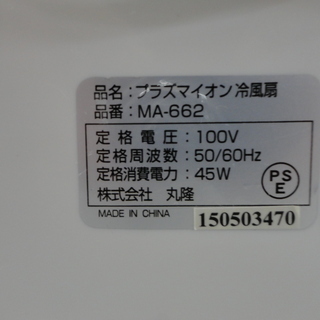 品名：プラズマイオン冷風扇
品番：MA-662
定格電圧：100V
定格周波数：50/60Hz
定格消費電力：45W
株式会社 丸隆
PS
E
MADE IN CHINA
150503470